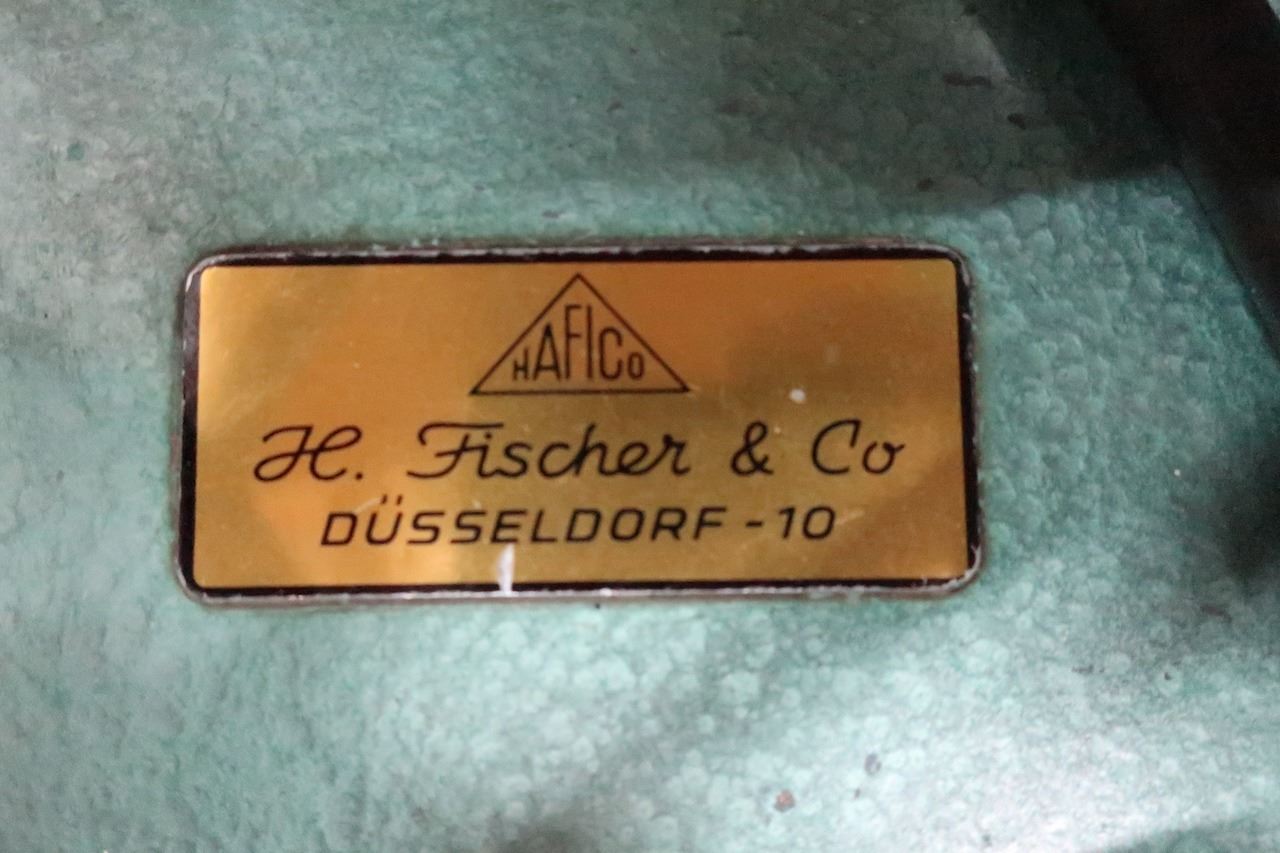 HAFICo
H. Fischer & Co
DÜSSELDORF - 10